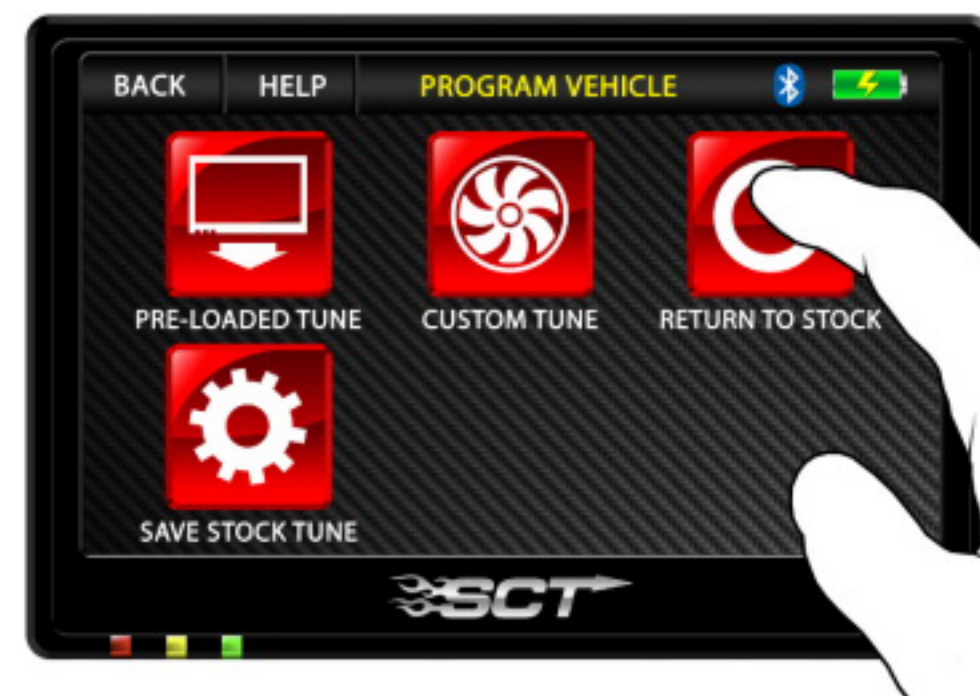 BACK HELP PROGRAM VEHICLE
PRE-LOADED TUNE CUSTOM TUNE RETURN TO STOCK
SAVE STOCK TUNE
SCT